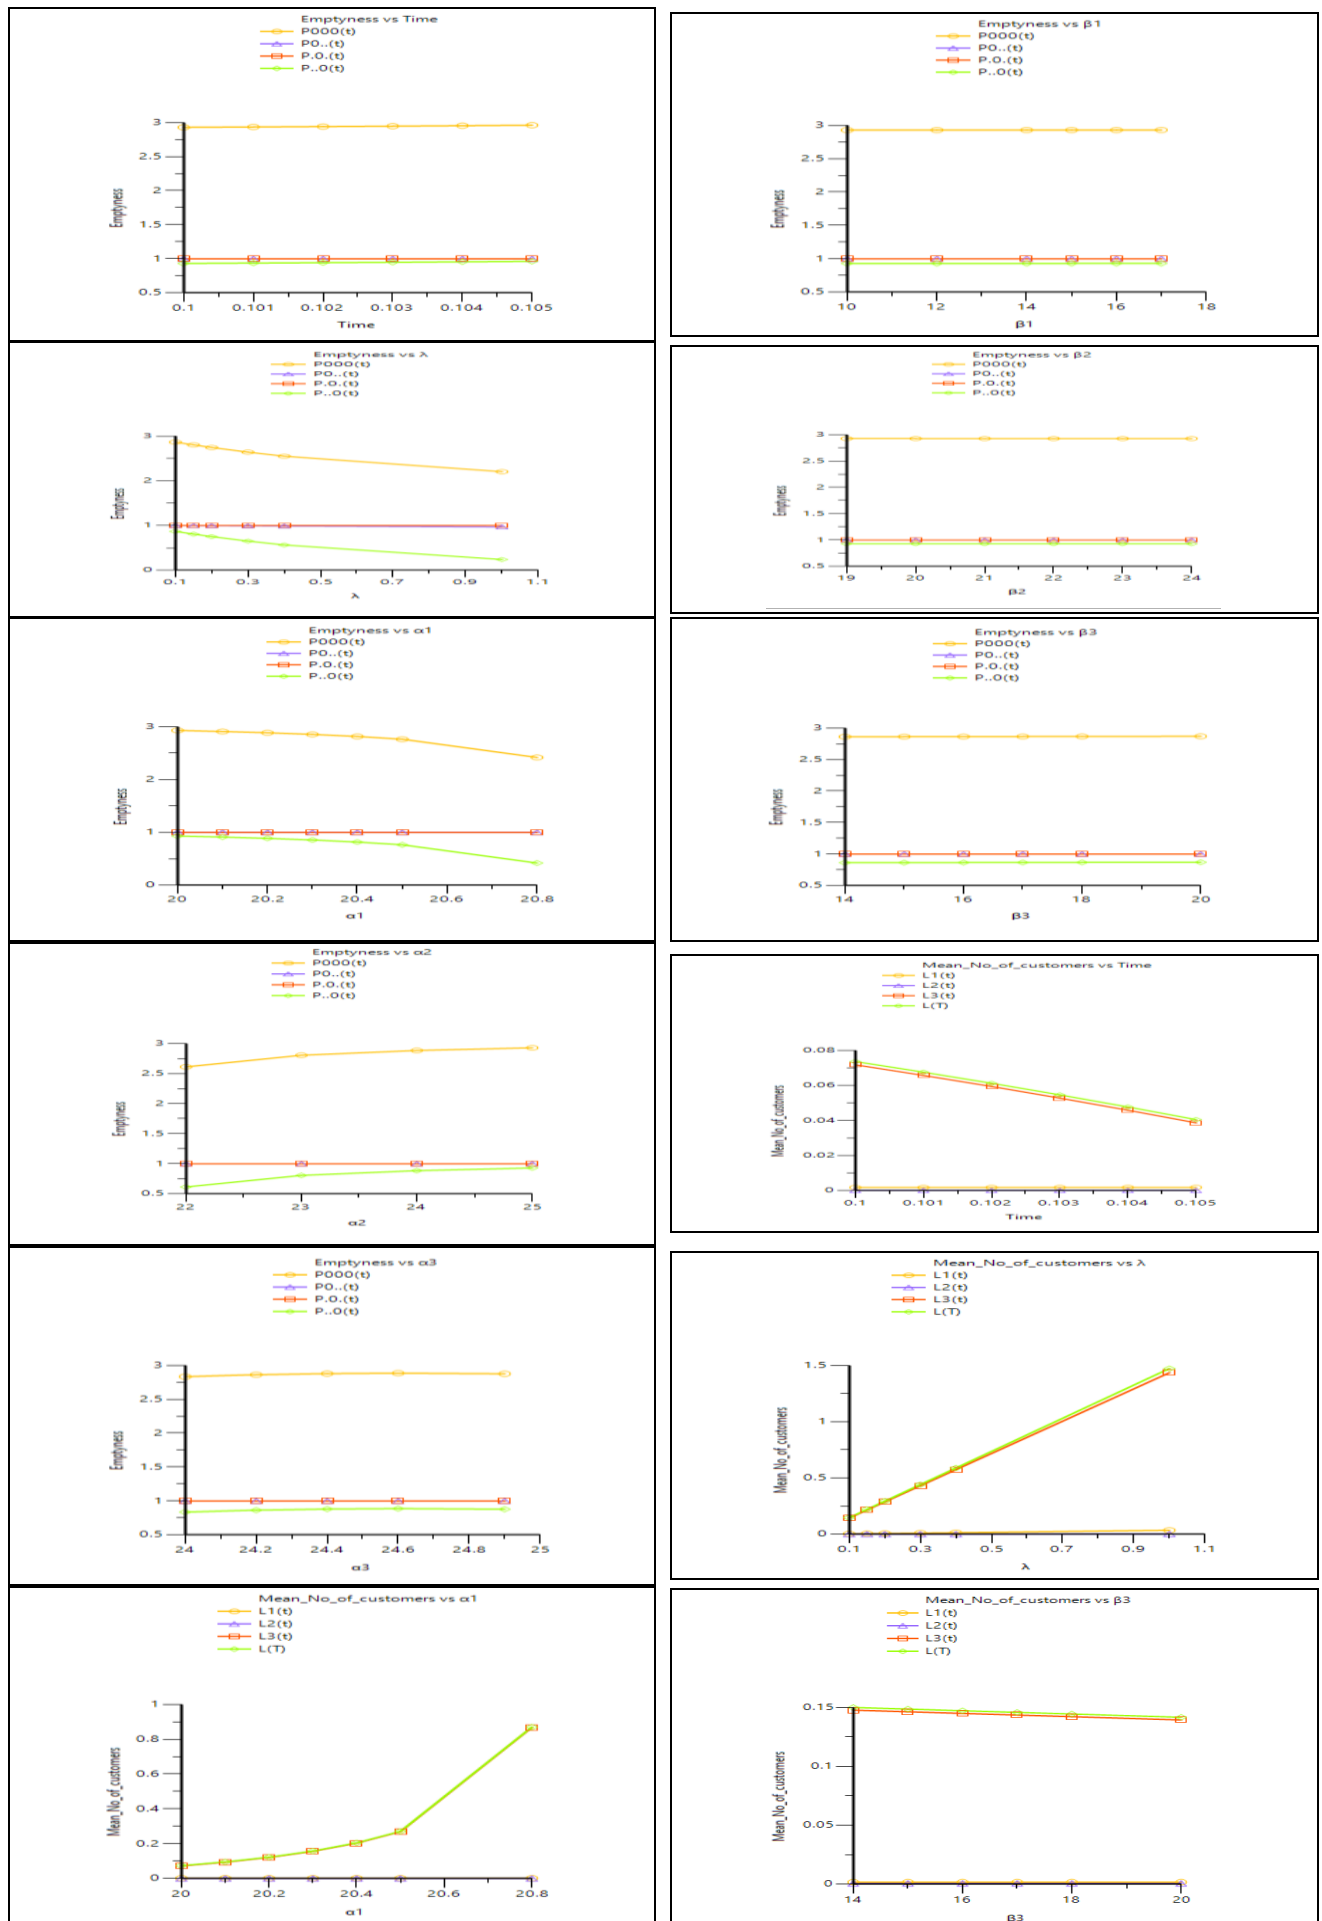 Emptyness vs Time
P000(t)
P0..(t)
P.0.(t)
P..0(t)
3
2.5
2
1.5
1
0.5
Emptyness
0.1 0.101 0.102 0.103 0.104 0.105
Time
Emptyness vs β1
P000(t)
P0..(t)
P.0.(t)
P..0(t)
3
2.5
2
1.5
1
0.5
Emptyness
10 12 14 16 18
β1
Emptyness vs λ
P000(t)
P0..(t)
P.0.(t)
P..0(t)
3
2
1
0
Emptyness
0.1 0.3 0.5 0.7 0.9 1.1
λ
Emptyness vs β2
P000(t)
P0..(t)
P.0.(t)
P..0(t)
3
2.5
2
1.5
1
0.5
Emptyness
19 20 21 22 23 24
β2
Emptyness vs α1
P000(t)
P0..(t)
P.0.(t)
P..0(t)
3
2
1
0
Emptyness
20 20.2 20.4 20.6 20.8
α1
Emptyness vs β3
P000(t)
P0..(t)
P.0.(t)
P..0(t)
3
2.5
2
1.5
1
0.5
Emptyness
14 16 18 20
β3
Emptyness vs α2
P000(t)
P0..(t)
P.0.(t)
P..0(t)
3
2.5
2
1.5
1
0.5
Emptyness
22 23 24 25
α2
Mean_No_of_customers vs Time
L1(t)
L2(t)
L3(t)
L(T)
0.08
0.06
0.04
0.02
0
Mean_No_of_customers
0.1 0.101 0.102 0.103 0.104 0.105
Time
Emptyness vs α3
P000(t)
P0..(t)
P.0.(t)
P..0(t)
3
2.5
2
1.5
1
0.5
Emptyness
24 24.2 24.4 24.6 24.8 25
α3
Mean_No_of_customers vs λ
L1(t)
L2(t)
L3(t)
L(T)
1.5
1
0.5
0
Mean_No_of_customers
0.1 0.3 0.5 0.7 0.9 1.1
λ
Mean_No_of_customers vs α1
L1(t)
L2(t)
L3(t)
L(T)
1
0.8
0.6
0.4
0.2
0
Mean_No_of_customers
20 20.2 20.4 20.6 20.8
α1
Mean_No_of_customers vs β3
L1(t)
L2(t)
L3(t)
L(T)
0.15
0.1
0.05
0
Mean_No_of_customers
14 16 18 20
β3